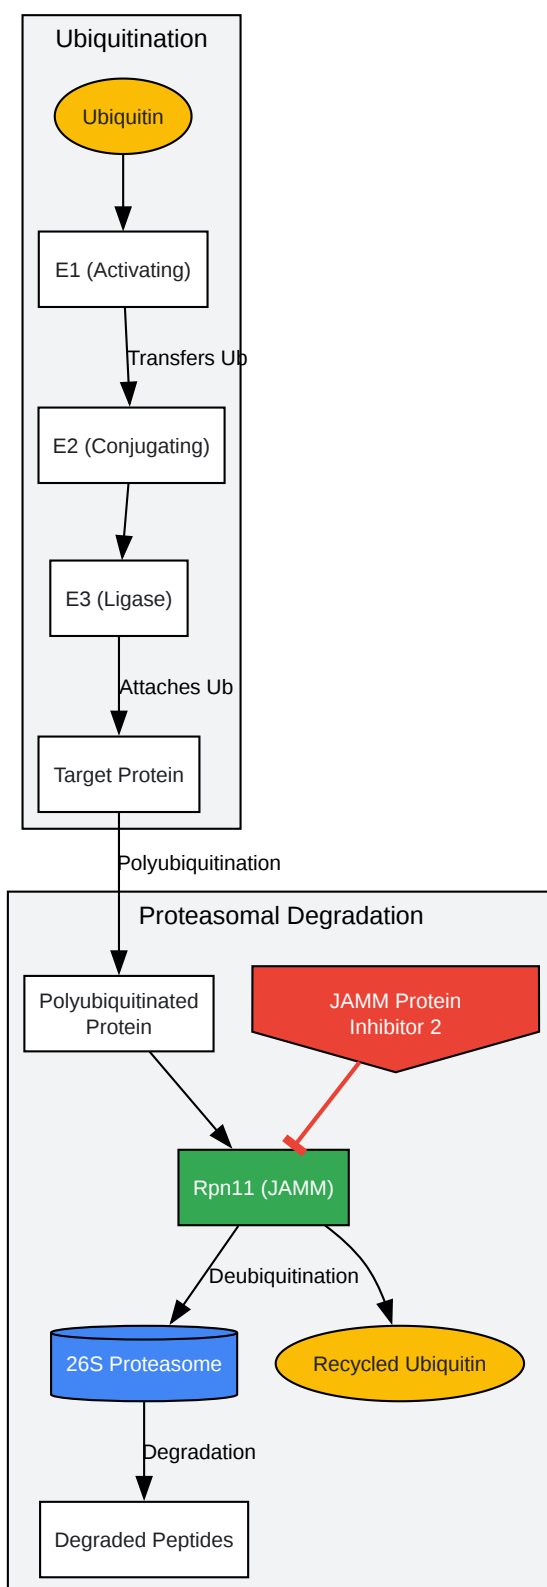 Ubiquitination
Ubiquitin
E1 (Activating)
Transfers Ub
E2 (Conjugating)
E3 (Ligase)
Attaches Ub
Target Protein
Polyubiquitination
Proteasomal Degradation
Polyubiquitinated
Protein
JAMM Protein
Inhibitor 2
Rpn11 (JAMM)
Deubiquitination
26S Proteasome
Recycled Ubiquitin
Degradation
Degraded Peptides